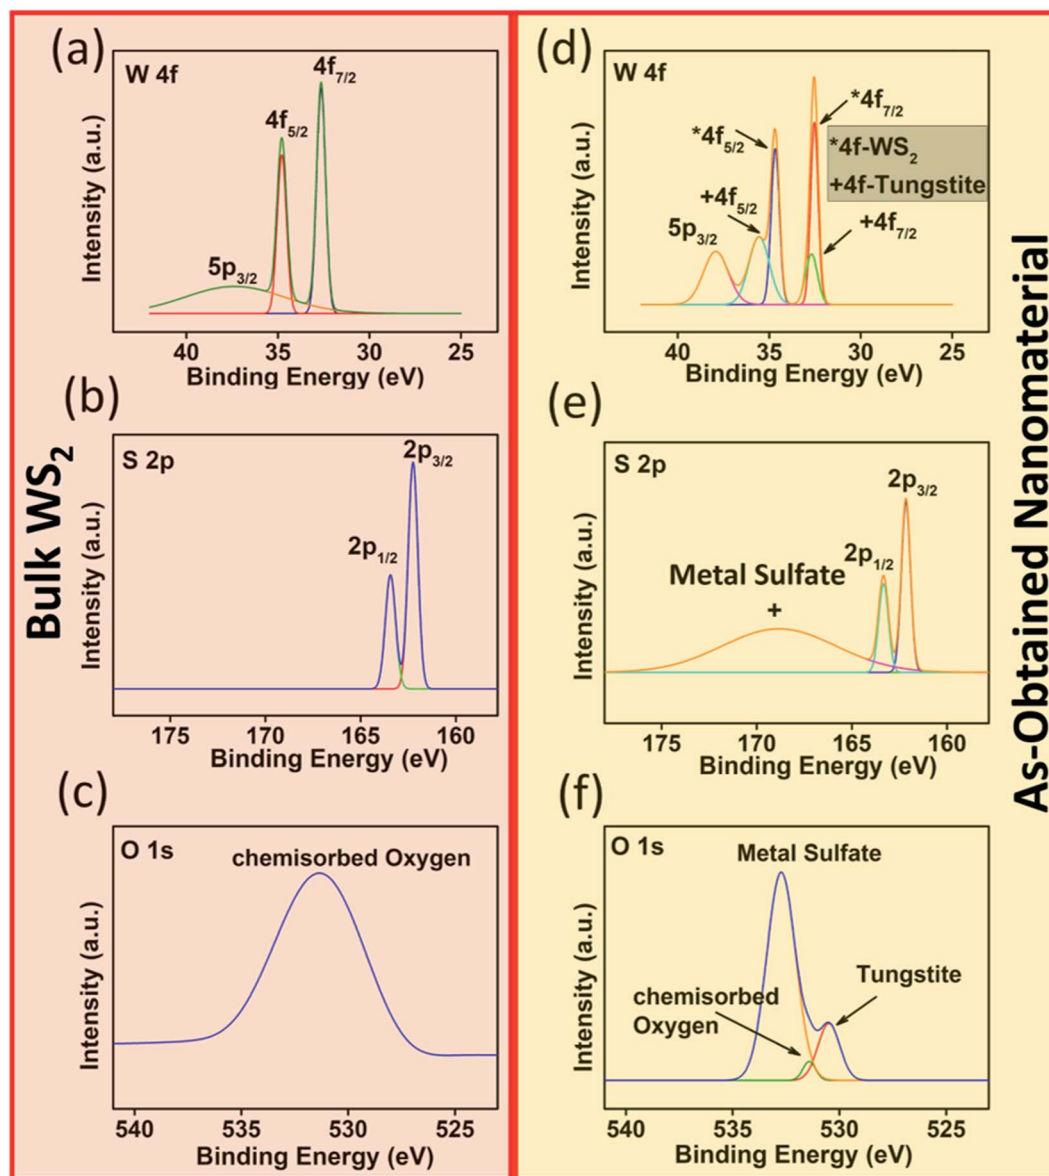 Bulk WS₂
(a)
W 4f
4f₇/₂
4f₅/₂
5p₃/₂
Intensity (a.u.)
40 35 30 25
Binding Energy (eV)
(b)
S 2p
2p₃/₂
2p₁/₂
Intensity (a.u.)
175 170 165 160
Binding Energy (eV)
(c)
O 1s
chemisorbed Oxygen
Intensity (a.u.)
540 535 530 525
Binding Energy (eV)
(d)
W 4f
*4f₇/₂
*4f₅/₂
*4f-WS₂
+4f-Tungstite
+4f₅/₂
+4f₇/₂
5p₃/₂
Intensity (a.u.)
40 35 30 25
Binding Energy (eV)
(e)
S 2p
2p₃/₂
2p₁/₂
Metal Sulfate
+
Intensity (a.u.)
175 170 165 160
Binding Energy (eV)
(f)
O 1s
Metal Sulfate
Tungstite
chemisorbed
Oxygen
Intensity (a.u.)
540 535 530 525
Binding Energy (eV)
As-Obtained Nanomaterial